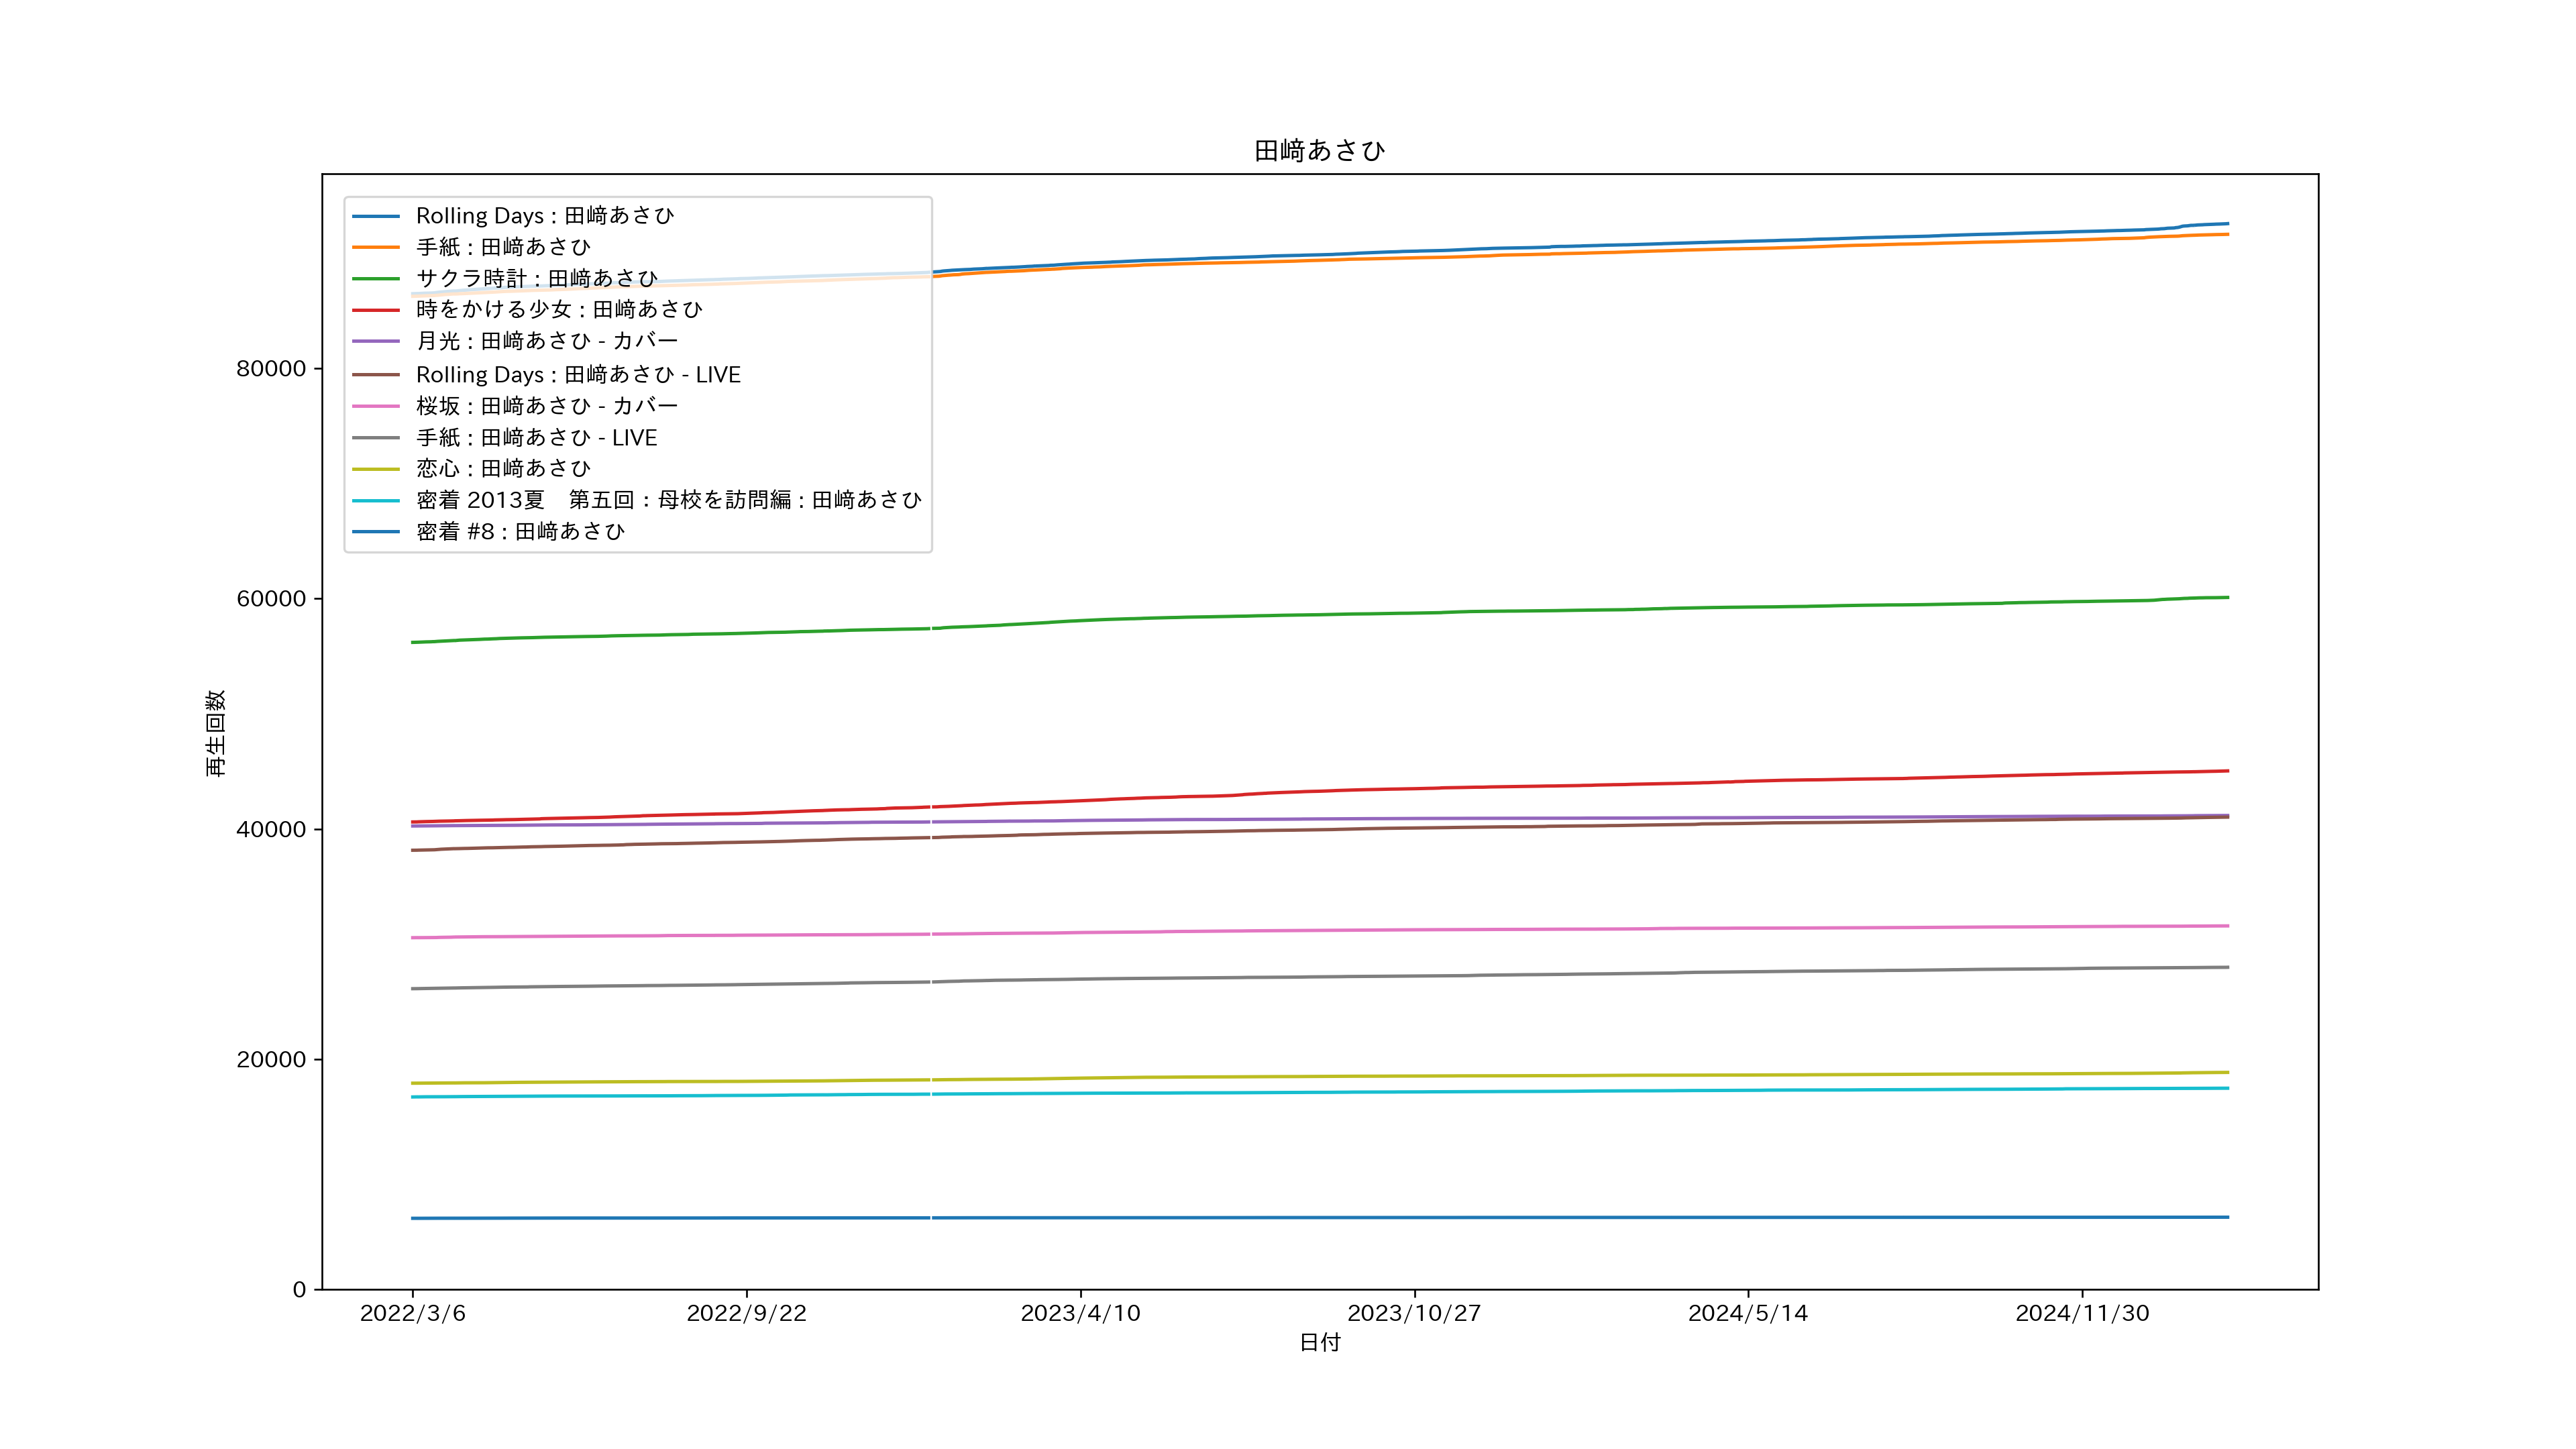 田﨑あさひ
Rolling Days : 田﨑あさひ
手紙 : 田﨑あさひ
サクラ時計 : 田﨑あさひ
時をかける少女 : 田﨑あさひ
月光 : 田﨑あさひ - カバー
Rolling Days : 田﨑あさひ - LIVE
桜坂 : 田﨑あさひ - カバー
手紙 : 田﨑あさひ - LIVE
恋心 : 田﨑あさひ
密着 2013夏　第五回：母校を訪問編 : 田﨑あさひ
密着 #8 : 田﨑あさひ
再生回数
80000
60000
40000
20000
0
2022/3/6 2022/9/22 2023/4/10 2023/10/27 2024/5/14 2024/11/30
日付